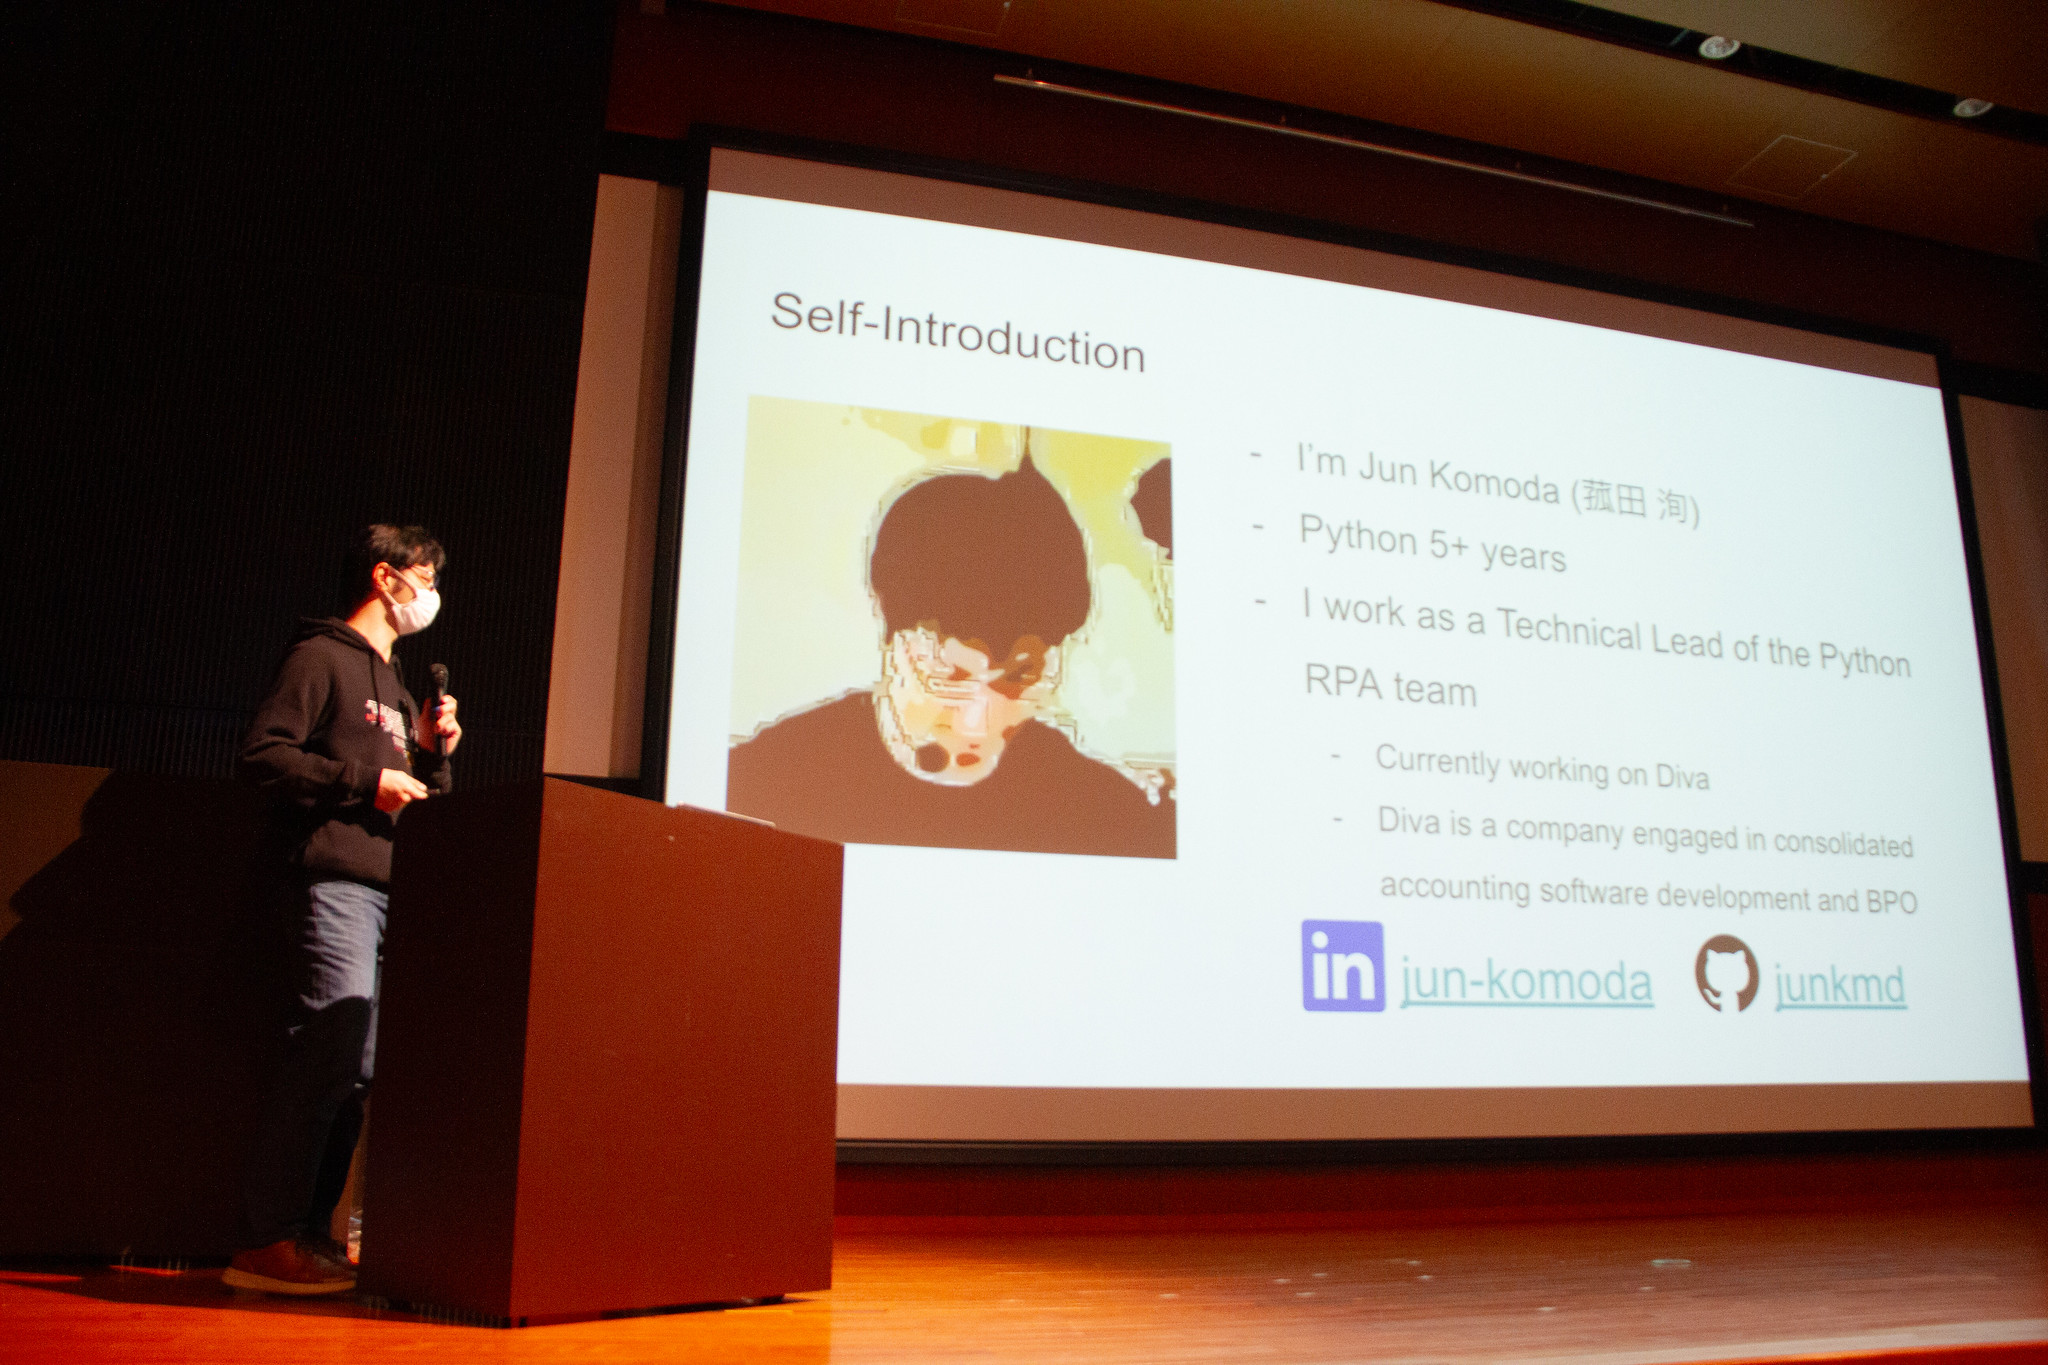 Self-Introduction
- I'm Jun Komoda (菰田 洵)
- Python 5+ years
- I work as a Technical Lead of the Python
RPA team
- Currently working on Diva
- Diva is a company engaged in consolidated
accounting software development and BPO
in jun-komoda junkmd